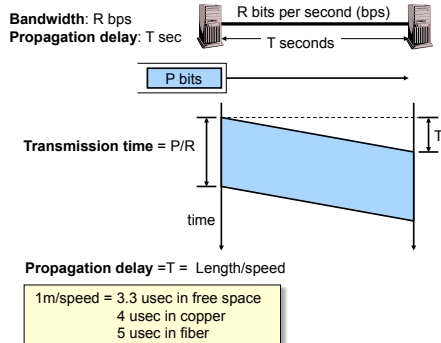 Bandwidth: R bps
Propagation delay: T sec
R bits per second (bps)
T seconds
P bits
Transmission time = P/R
T
time
Propagation delay =T = Length/speed
1m/speed = 3.3 usec in free space
4 usec in copper
5 usec in fiber